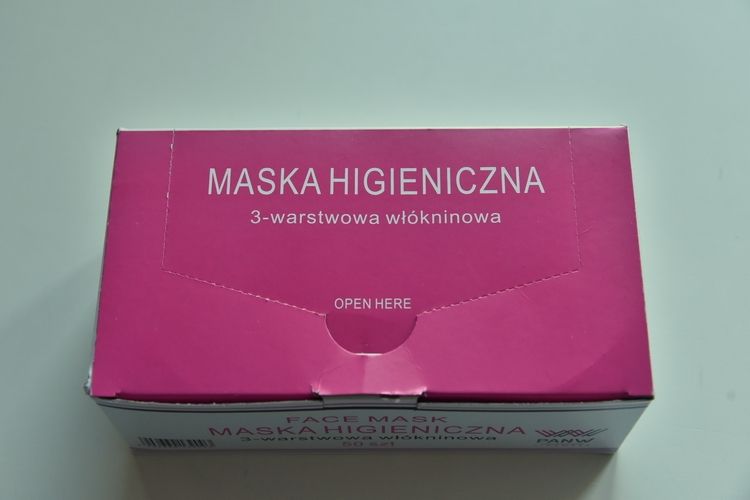 MASKA HIGIENICZNA
3-warstwowa włókninowa
OPEN HERE
FACE MASK
MASKA HIGIENICZNA
3-warstwowa włókninowa
50 szt
PANW